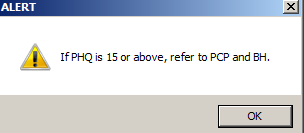 ALERT
If PHQ is 15 or above, refer to PCP and BH.
OK